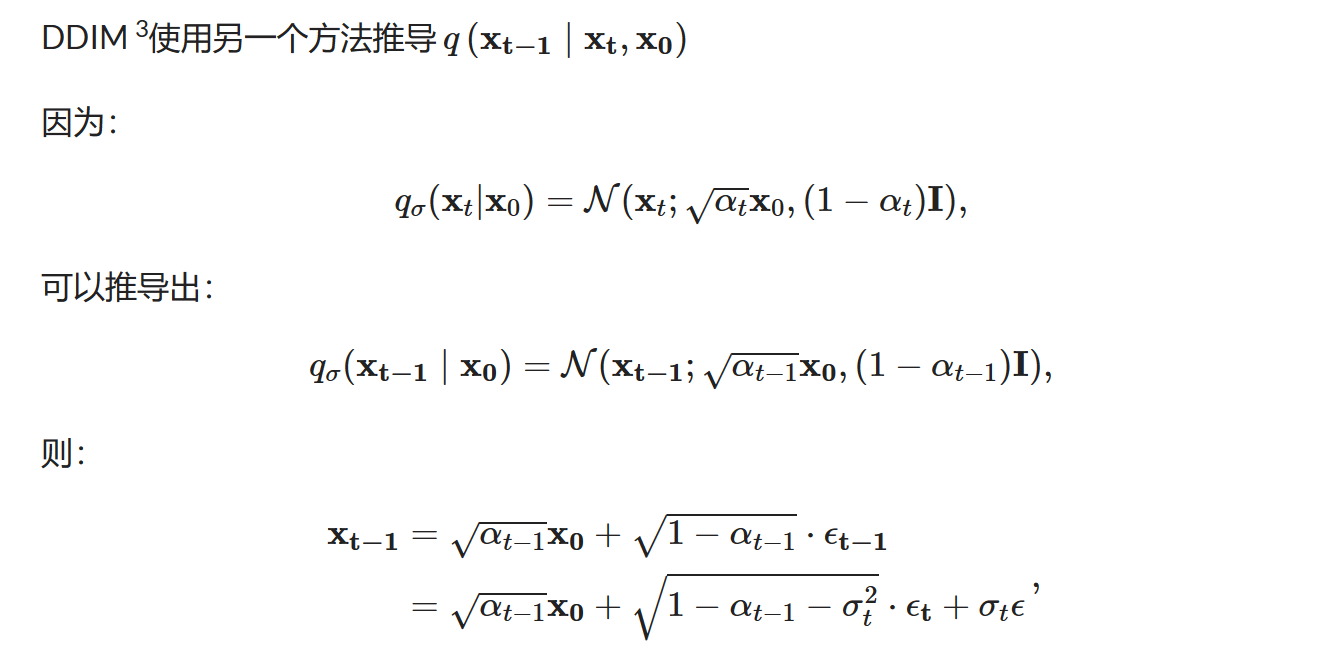 DDIM ³使用另一个方法推导 q (x_{t−1} | x_t, x_0)
因为：
q_σ(x_t|x_0) = 𝒩(x_t; √α_t x_0, (1 − α_t)I),
可以推导出：
q_σ(x_{t−1} | x_0) = 𝒩(x_{t−1}; √α_{t−1} x_0, (1 − α_{t−1})I),
则：
x_{t−1} = √α_{t−1} x_0 + √(1 − α_{t−1}) · ϵ_{t−1}
= √α_{t−1} x_0 + √(1 − α_{t−1} − σ_t²) · ϵ_t + σ_t ϵ ,